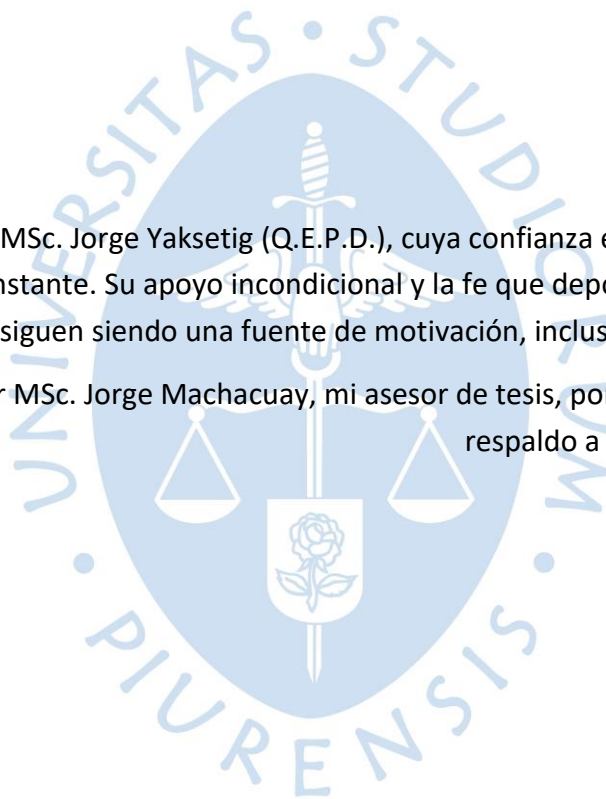 UNIVERSITAS • STUDIORUM • PIURENSIS •
MSc. Jorge Yaksetig (Q.E.P.D.), cuya confianza e
nstante. Su apoyo incondicional y la fe que depo
siguen siendo una fuente de motivación, inclus
r MSc. Jorge Machacuay, mi asesor de tesis, por
respaldo a